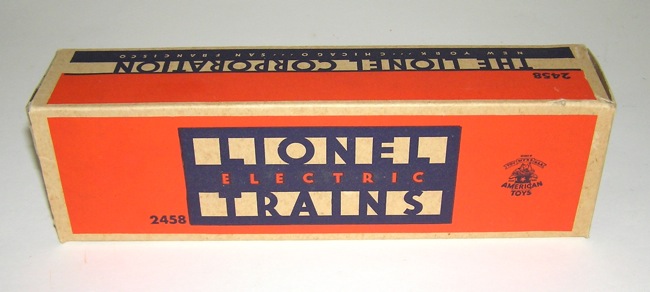 NEW YORK...CHICAGO...SAN FRANCISCO
THE LIONEL CORPORATION
2458
LIONEL
ELECTRIC
TRAINS
2458
AMERICAN
TOYS